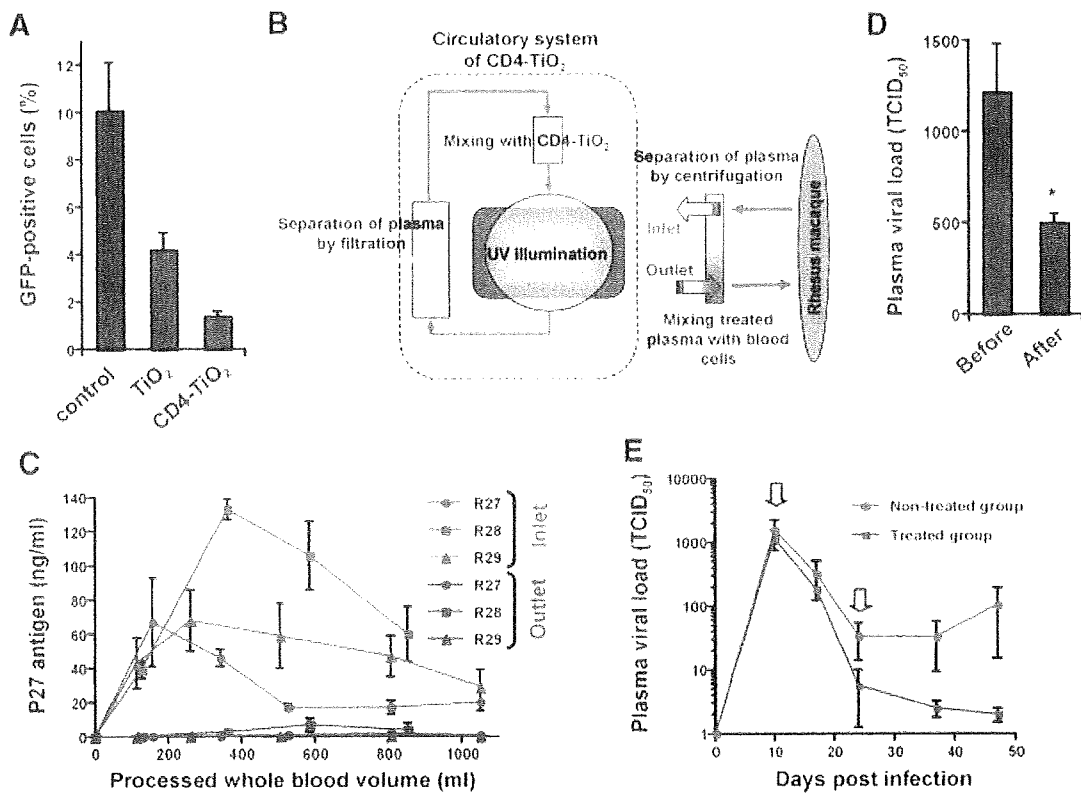 A
12
10
8
6
4
2
0
GFP-positive cells (%)
control
TiO₂
CD4-TiO₂
B
Circulatory system
of CD4-TiO₂
Mixing with CD4-TiO₂
Separation of plasma
by filtration
UV illumination
Separation of plasma
by centrifugation
Inlet
Outlet
Mixing treated
plasma with blood
cells
Rhesus macaque
D
1500
1000
500
0
Plasma viral load (TCID₅₀)
*
Before
After
C
140
120
100
80
60
40
20
0
P27 antigen (ng/ml)
0 200 400 600 800 1000
Processed whole blood volume (ml)
R27
R28
R29
Inlet
R27
R28
R29
Outlet
E
10000
1000
100
10
1
Plasma viral load (TCID₅₀)
Non-treated group
Treated group
0 10 20 30 40 50
Days post infection